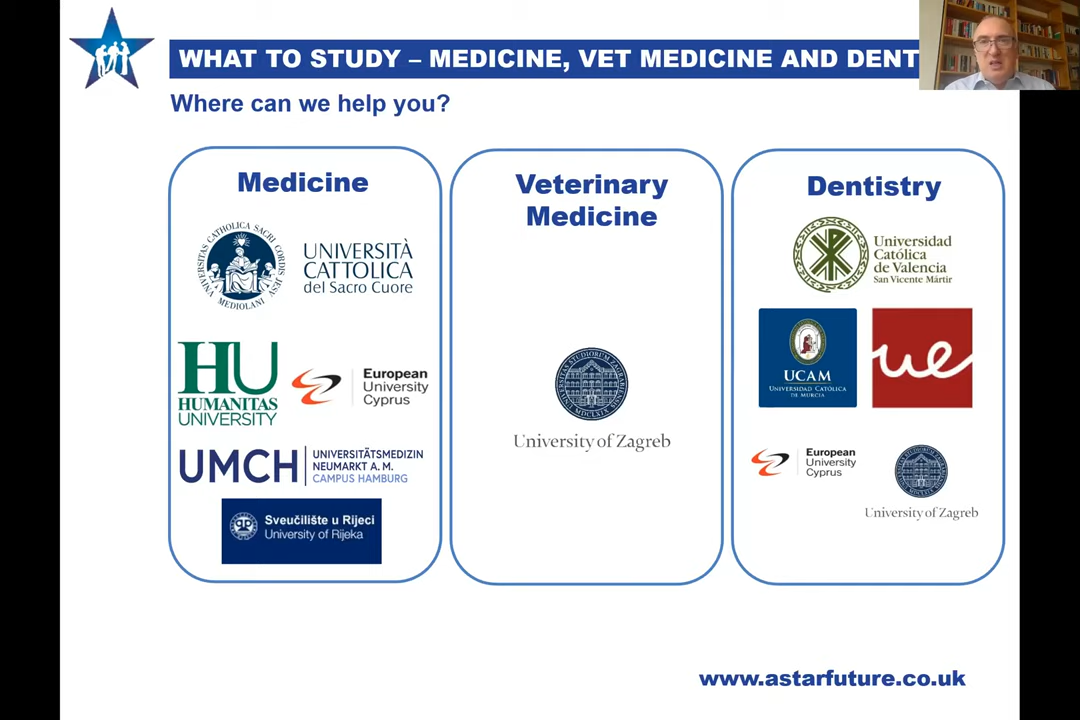 WHAT TO STUDY – MEDICINE, VET MEDICINE AND DENT
Where can we help you?
Medicine
UNIVERSITAS CATHOLICA SACRI CORDIS IESU
MEDIOLANI
UNIVERSITÀ
CATTOLICA
del Sacro Cuore
HU
HUMANITAS
UNIVERSITY
European
University
Cyprus
UMCH
UNIVERSITÄTSMEDIZIN
NEUMARKT A. M.
CAMPUS HAMBURG
Sveučilište u Rijeci
University of Rijeka
Veterinary
Medicine
University of Zagreb
Dentistry
Universidad
Católica
de Valencia
San Vicente Mártir
UCAM
UNIVERSIDAD CATÓLICA
DE MURCIA
ue
European
University
Cyprus
University of Zagreb
www.astarfuture.co.uk